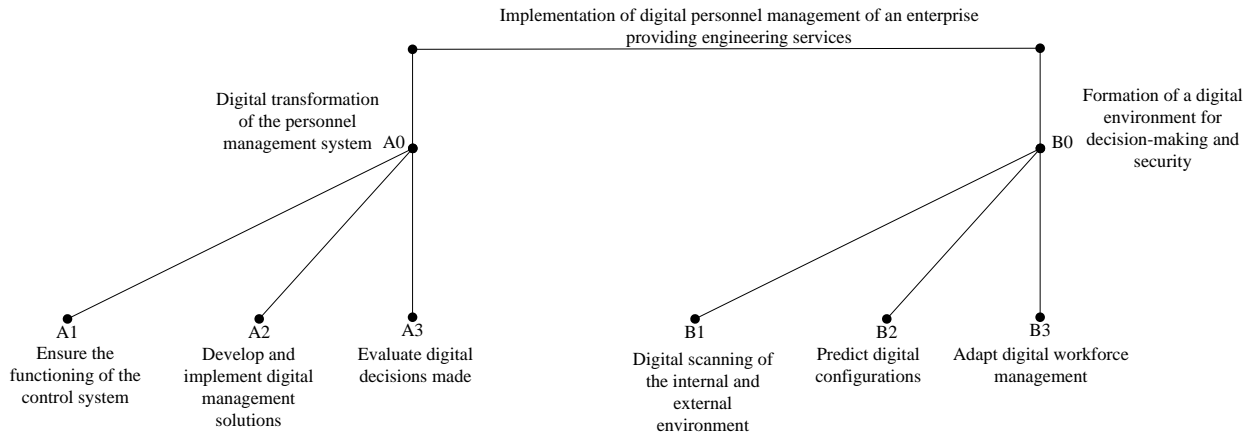 Implementation of digital personnel management of an enterprise
providing engineering services
Digital transformation
of the personnel
management system
A0
B0
Formation of a digital
environment for
decision-making and
security
A1
Ensure the
functioning of the
control system
A2
Develop and
implement digital
management
solutions
A3
Evaluate digital
decisions made
B1
Digital scanning of
the internal and
external
environment
B2
Predict digital
configurations
B3
Adapt digital workforce
management